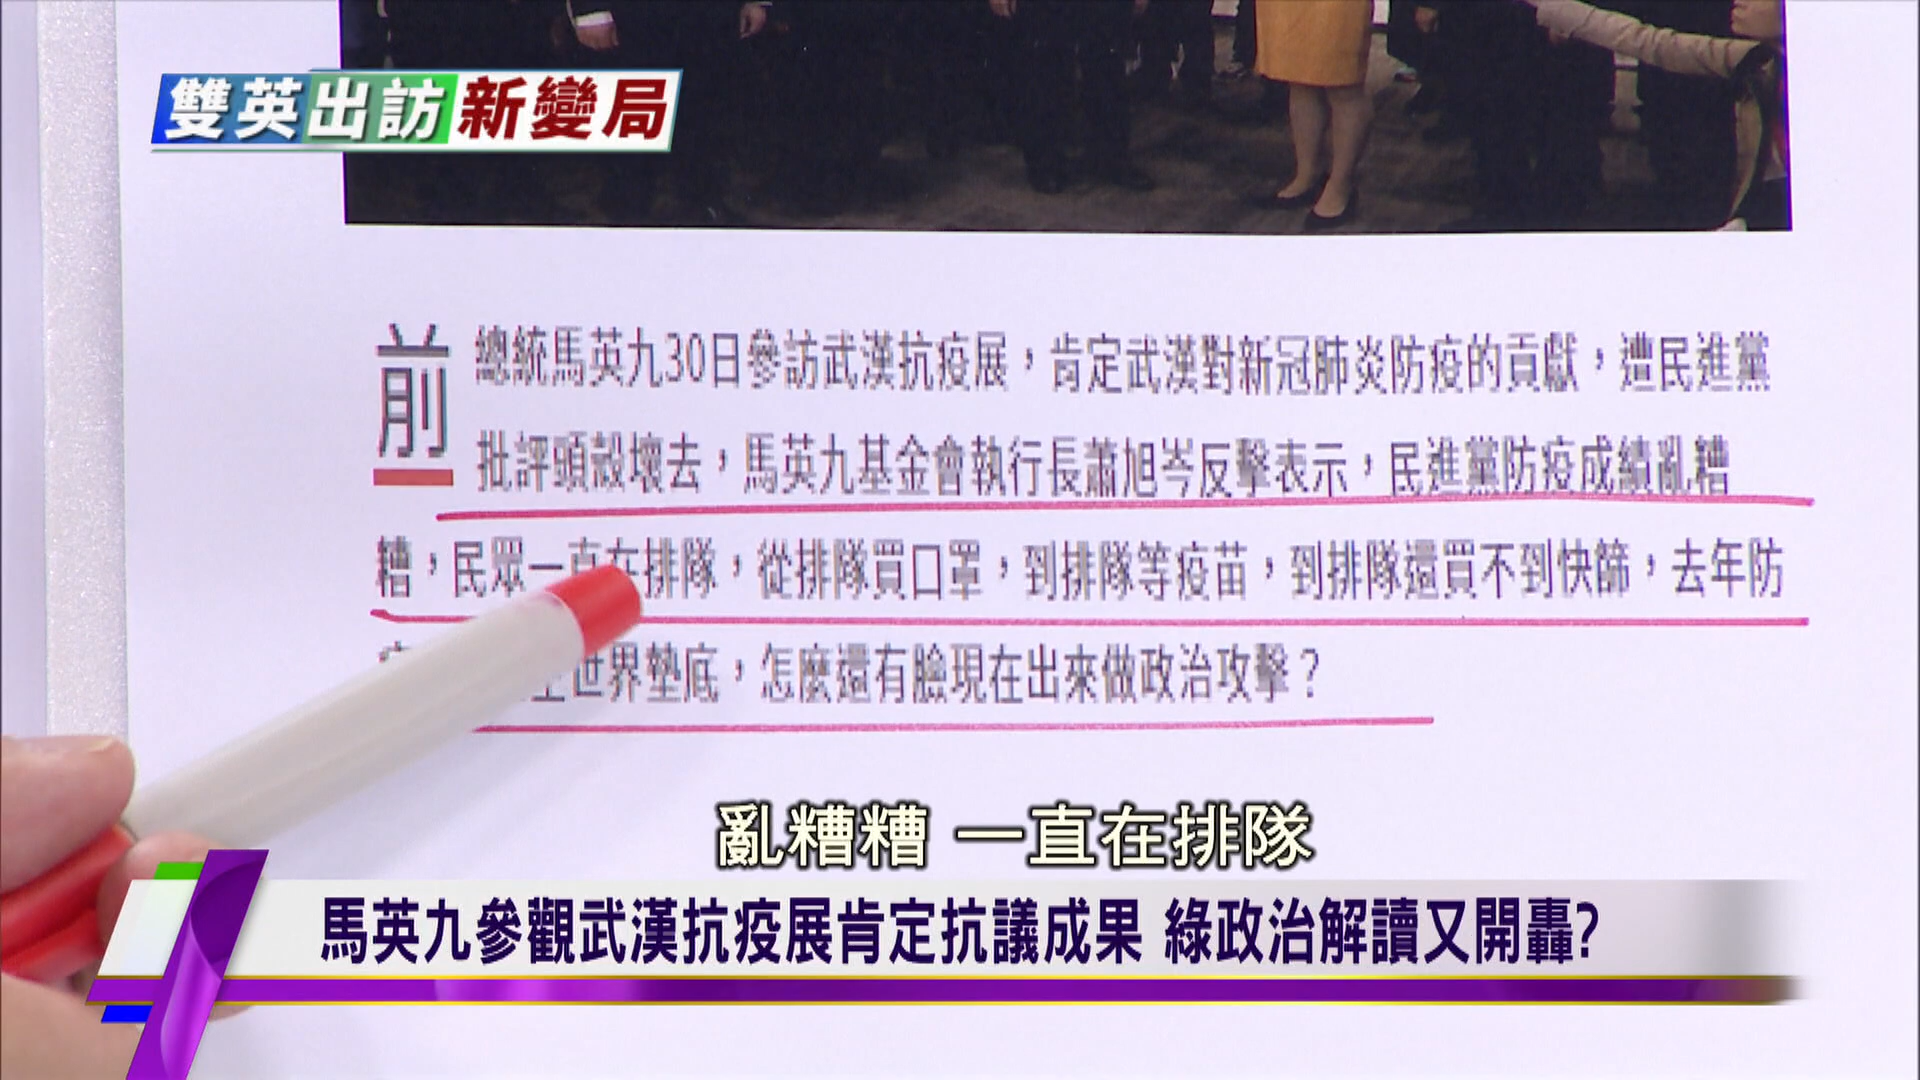 雙英出訪新變局
前總統馬英九30日參訪武漢抗疫展，肯定武漢對新冠肺炎防疫的貢獻，遭民進黨
批評頭殼壞去，馬英九基金會執行長蕭旭岑反擊表示，民進黨防疫成績亂糟
糟，民眾一直在排隊，從排隊買口罩，到排隊等疫苗，到排隊還買不到快篩，去年防
世界墊底，怎麼還有臉現在出來做政治攻擊？
亂糟糟 一直在排隊
馬英九參觀武漢抗疫展肯定抗議成果 綠政治解讀又開轟?